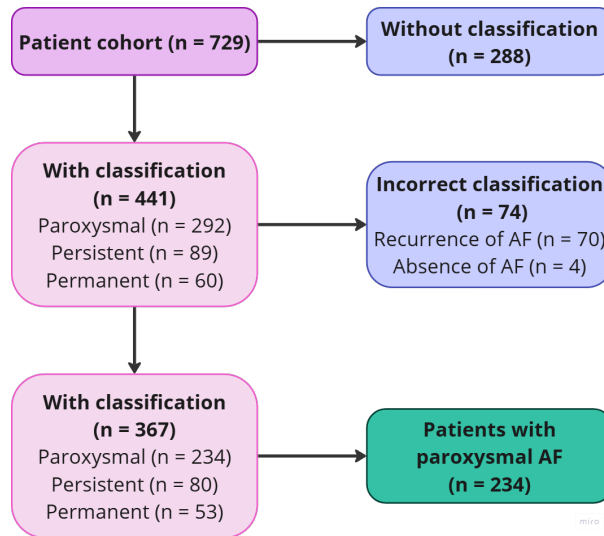 Patient cohort (n = 729)
Without classification
(n = 288)
With classification
(n = 441)
Paroxysmal (n = 292)
Persistent (n = 89)
Permanent (n = 60)
Incorrect classification
(n = 74)
Recurrence of AF (n = 70)
Absence of AF (n = 4)
With classification
(n = 367)
Paroxysmal (n = 234)
Persistent (n = 80)
Permanent (n = 53)
Patients with
paroxysmal AF
(n = 234)
miro